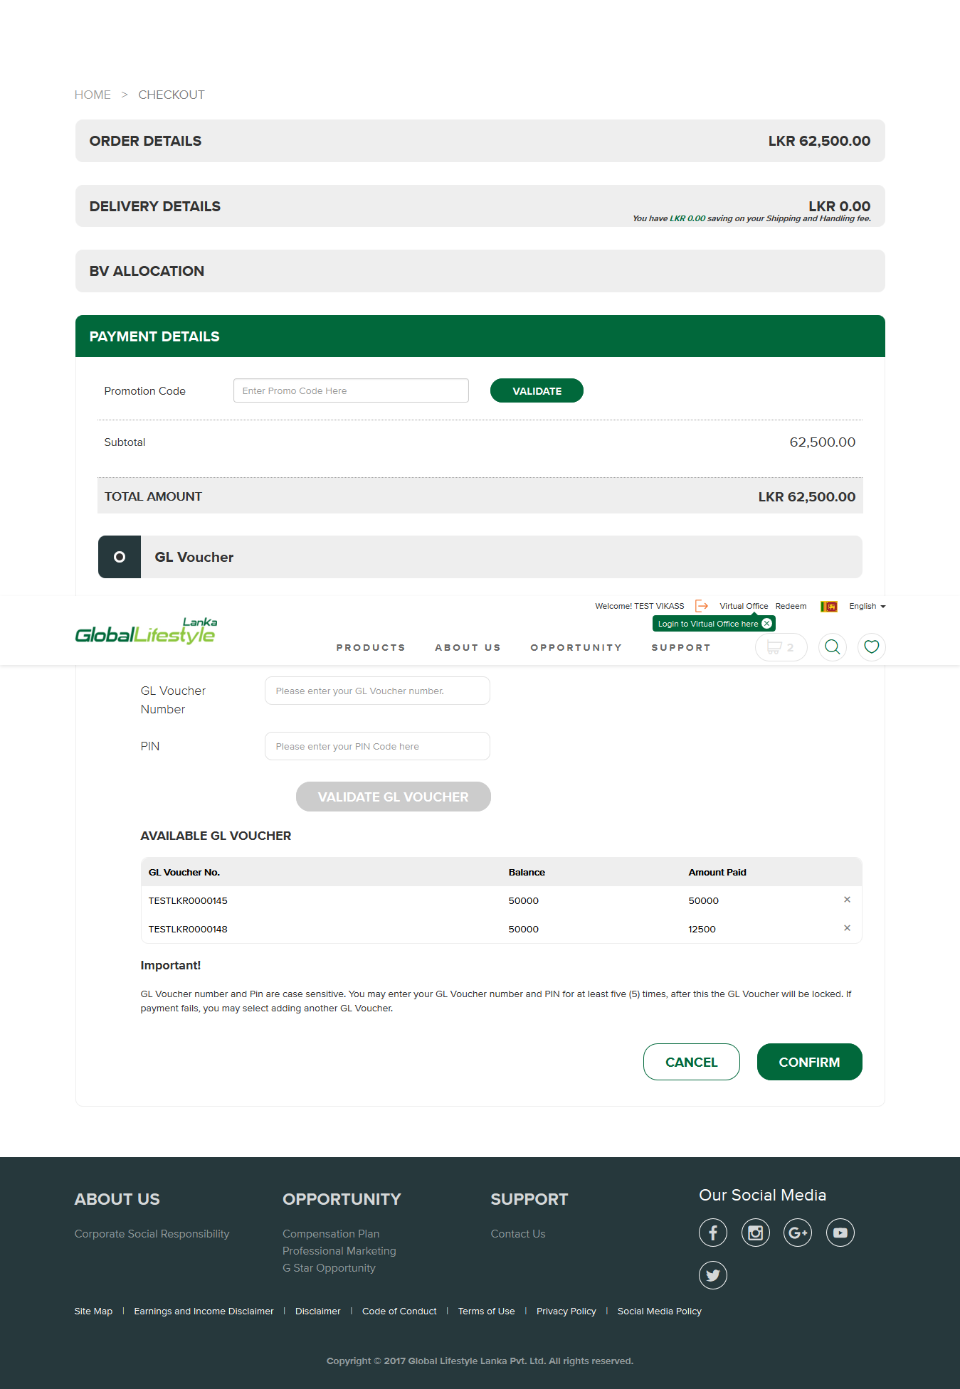 HOME > CHECKOUT
ORDER DETAILS LKR 62,500.00
DELIVERY DETAILS LKR 0.00
You have LKR 0.00 saving on your Shipping and Handling fee.
BV ALLOCATION
PAYMENT DETAILS
Promotion Code Enter Promo Code Here VALIDATE
Subtotal 62,500.00
TOTAL AMOUNT LKR 62,500.00
GL Voucher
Welcome! TEST VIKASS Virtual Office Redeem English
Lanka
GlobalLifestyle
Login to Virtual Office here
PRODUCTS ABOUT US OPPORTUNITY SUPPORT 2
GL Voucher
Number
Please enter your GL Voucher number.
PIN Please enter your PIN Code here
VALIDATE GL VOUCHER
AVAILABLE GL VOUCHER
GL Voucher No. Balance Amount Paid
TESTLKR0000145 50000 50000 ×
TESTLKR0000148 50000 12500 ×
Important!
GL Voucher number and Pin are case sensitive. You may enter your GL Voucher number and PIN for at least five (5) times, after this the GL Voucher will be locked. If
payment fails, you may select adding another GL Voucher.
CANCEL CONFIRM
ABOUT US OPPORTUNITY SUPPORT Our Social Media
Corporate Social Responsibility Compensation Plan Contact Us
Professional Marketing
G Star Opportunity
Site Map | Earnings and Income Disclaimer | Disclaimer | Code of Conduct | Terms of Use | Privacy Policy | Social Media Policy
Copyright © 2017 Global Lifestyle Lanka Pvt. Ltd. All rights reserved.